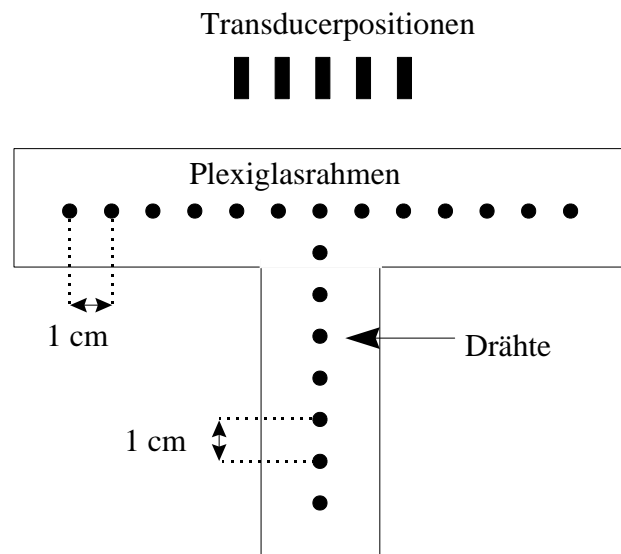 Transducerpositionen
Plexiglasrahmen
1 cm
Drähte
1 cm